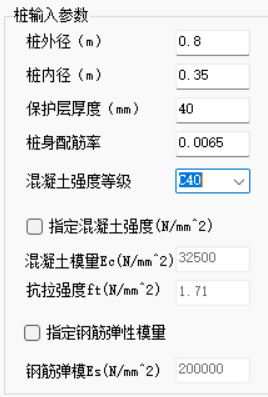 桩输入参数
桩外径 (m) 0.8
桩内径 (m) 0.35
保护层厚度 (mm) 40
桩身配筋率 0.0065
混凝土强度等级 C40
指定混凝土强度(N/mm^2)
混凝土模量Ec(N/mm^2) 32500
抗拉强度ft(N/mm^2) 1.71
指定钢筋弹性模量
钢筋弹模Es(N/mm^2) 200000